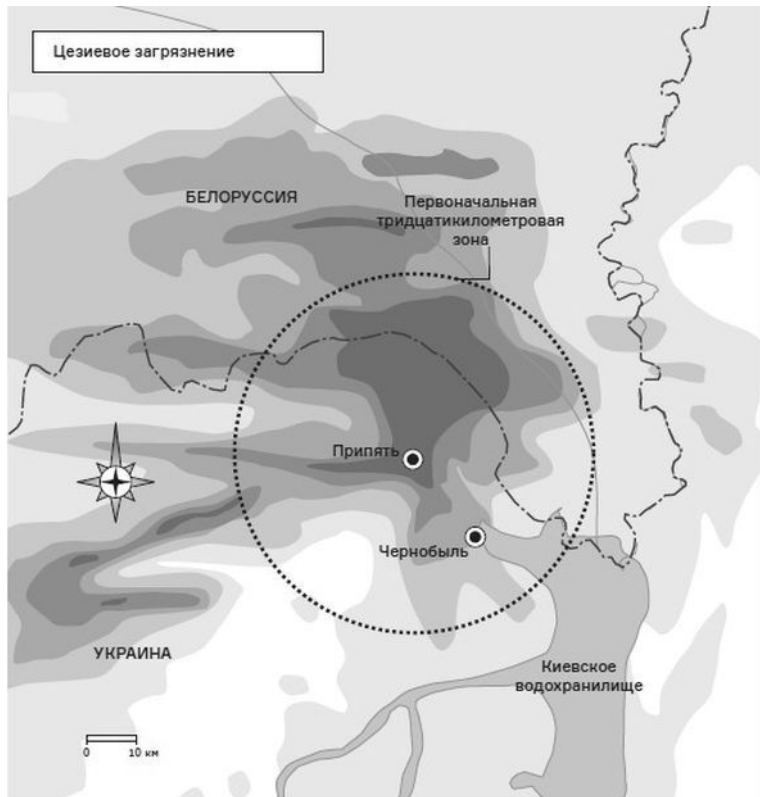 Цезиевое загрязнение
БЕЛОРУССИЯ
Первоначальная
тридцатикилометровая
зона
Припять
Чернобыль
УКРАИНА
Киевское
водохранилище
0 10 км